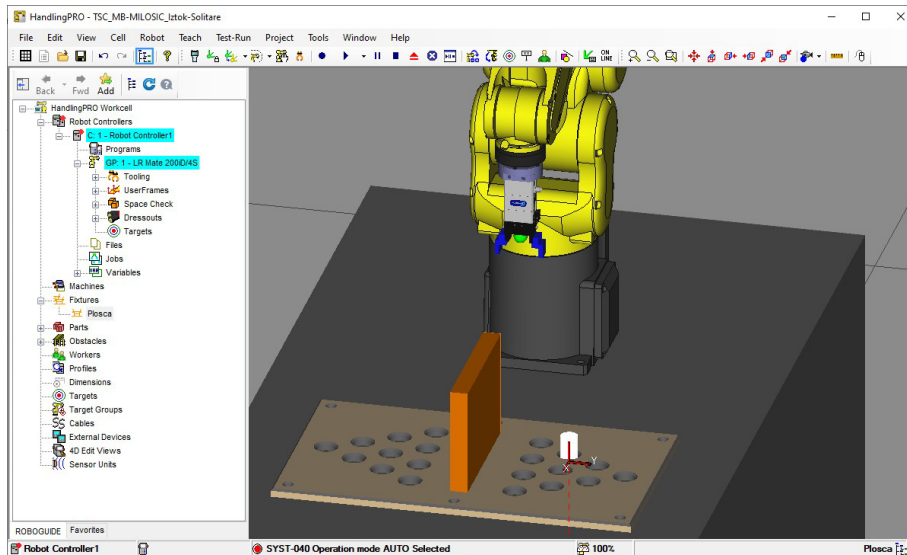 HandlingPRO - TSC_MB-MILOSIC_Iztok-Solitare
File Edit View Cell Robot Teach Test-Run Project Tools Window Help
ON LINE
Back Fwd Add
HandlingPRO Workcell
Robot Controllers
C: 1 - Robot Controller1
Programs
GP: 1 - LR Mate 200iD/4S
Tooling
UserFrames
Space Check
Dressouts
Targets
Files
Jobs
Variables
Machines
Fixtures
Plosca
Parts
Obstacles
Workers
Profiles
Dimensions
Targets
Target Groups
Cables
External Devices
4D Edit Views
Sensor Units
X Y
ROBOGUIDE Favorites
Robot Controller1 SYST-040 Operation mode AUTO Selected 100% Plosca